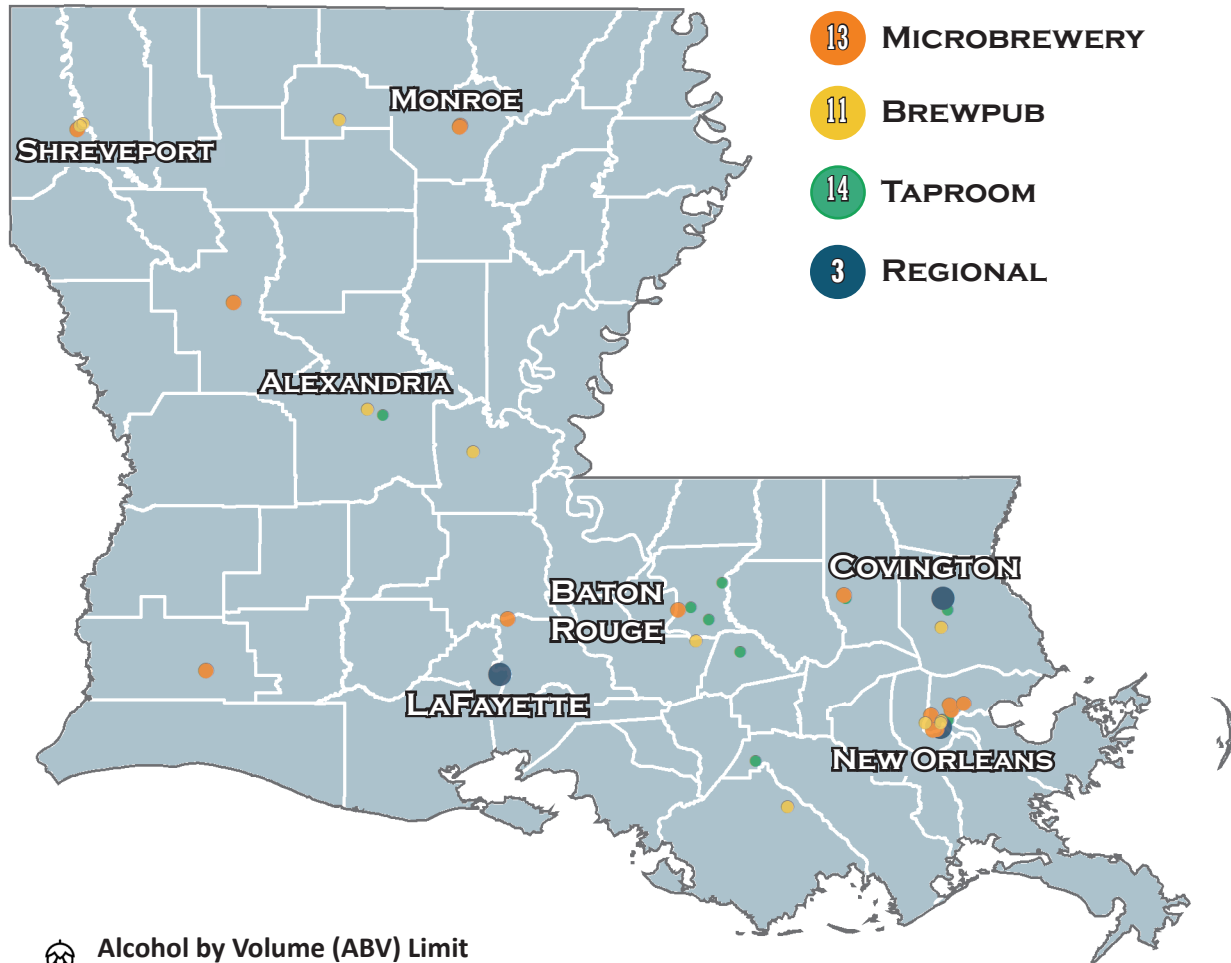 13 MICROBREWERY
11 BREWPUB
14 TAPROOM
3 REGIONAL
MONROE
SHREVEPORT
ALEXANDRIA
COVINGTON
BATON
ROUGE
LAFAYETTE
NEW ORLEANS
Alcohol by Volume (ABV) Limit